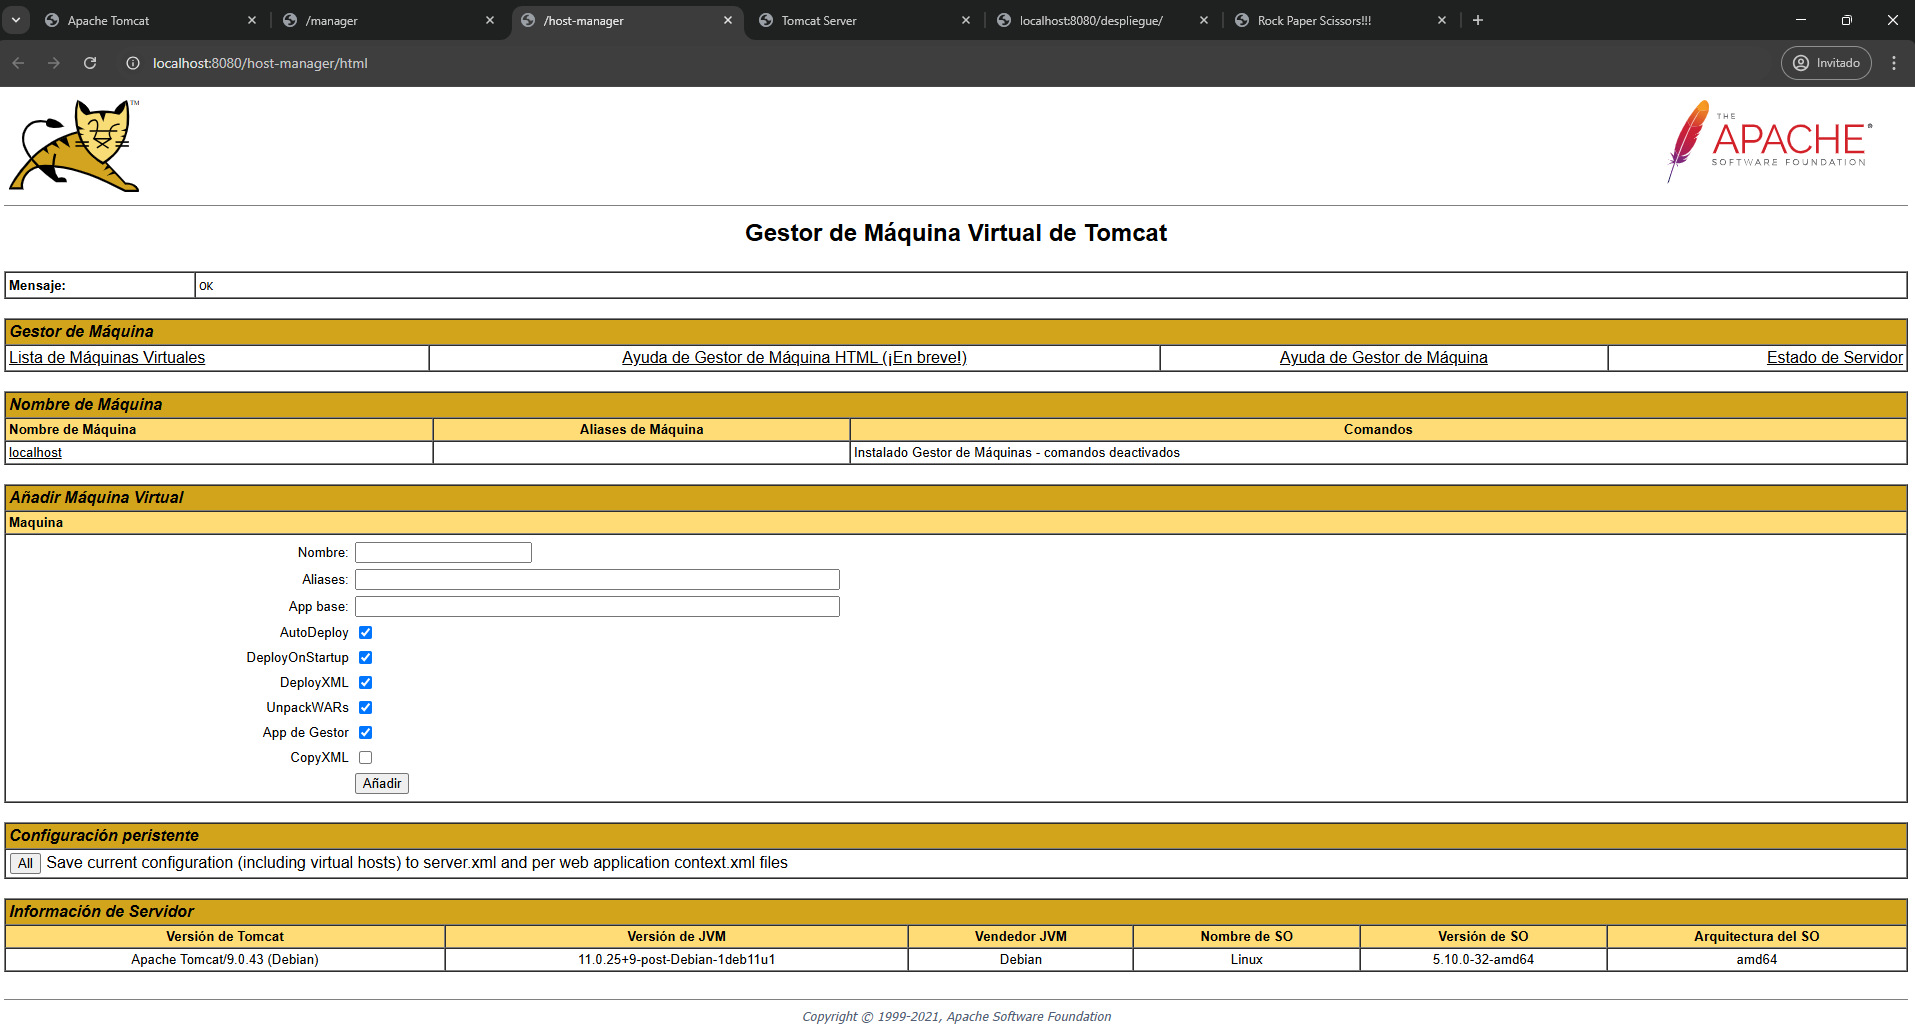 Apache Tomcat
/manager
/host-manager
Tomcat Server
localhost:8080/despliegue/
Rock Paper Scissors!!!
localhost:8080/host-manager/html
Invitado
TM
THE
APACHE®
SOFTWARE FOUNDATION
Gestor de Máquina Virtual de Tomcat
Mensaje: OK
Gestor de Máquina
Lista de Máquinas Virtuales Ayuda de Gestor de Máquina HTML (¡En breve!) Ayuda de Gestor de Máquina Estado de Servidor
Nombre de Máquina
Nombre de Máquina Aliases de Máquina Comandos
localhost Instalado Gestor de Máquinas - comandos deactivados
Añadir Máquina Virtual
Maquina
Nombre:
Aliases:
App base:
AutoDeploy
DeployOnStartup
DeployXML
UnpackWARs
App de Gestor
CopyXML
Añadir
Configuración peristente
All Save current configuration (including virtual hosts) to server.xml and per web application context.xml files
Información de Servidor
Versión de Tomcat Versión de JVM Vendedor JVM Nombre de SO Versión de SO Arquitectura del SO
Apache Tomcat/9.0.43 (Debian) 11.0.25+9-post-Debian-1deb11u1 Debian Linux 5.10.0-32-amd64 amd64
Copyright © 1999-2021, Apache Software Foundation